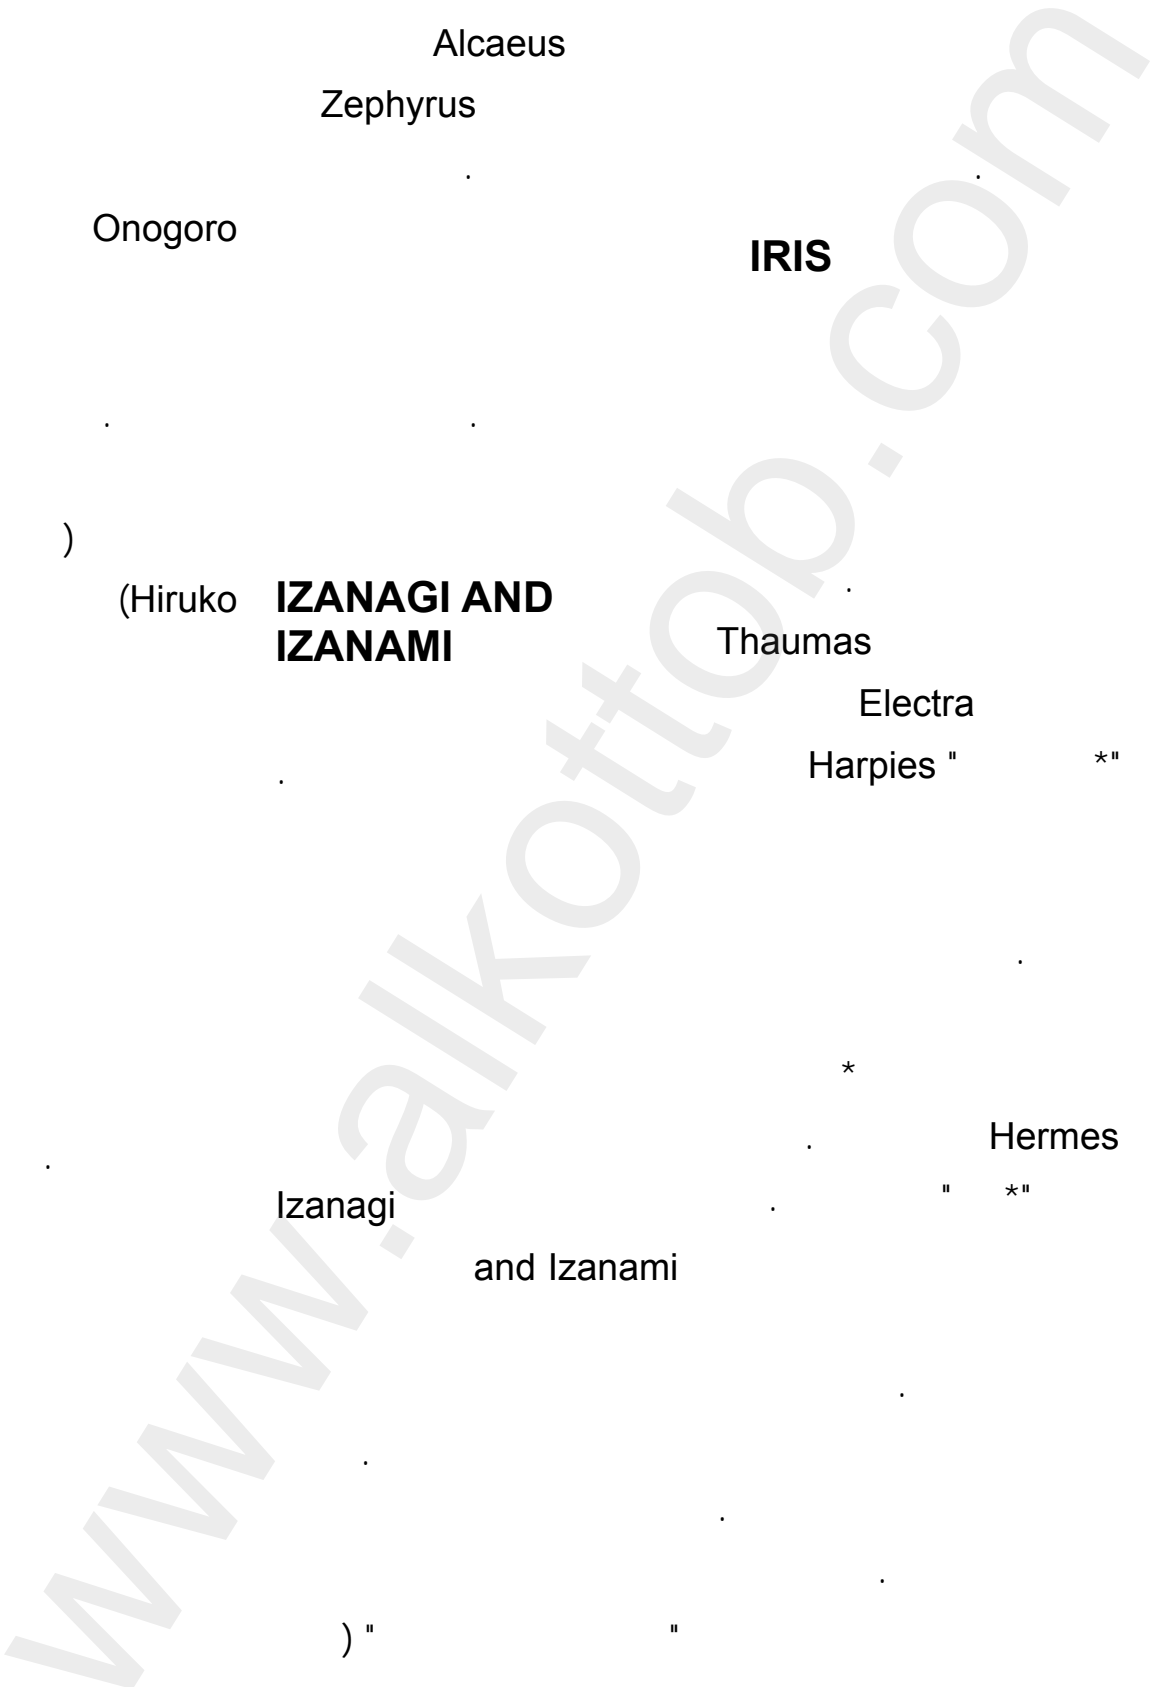 IRIS
.
.
Thaumas
Electra
Harpies " *"
.
*
Hermes .
" *" .
.
.
.
" " ) 
Alcaeus
Zephyrus
.
.
IZANAGI AND
IZANAMI
.
Izanagi
and Izanami
.
Onogoro
.
)
(Hiruko
.
www.alkottob.com